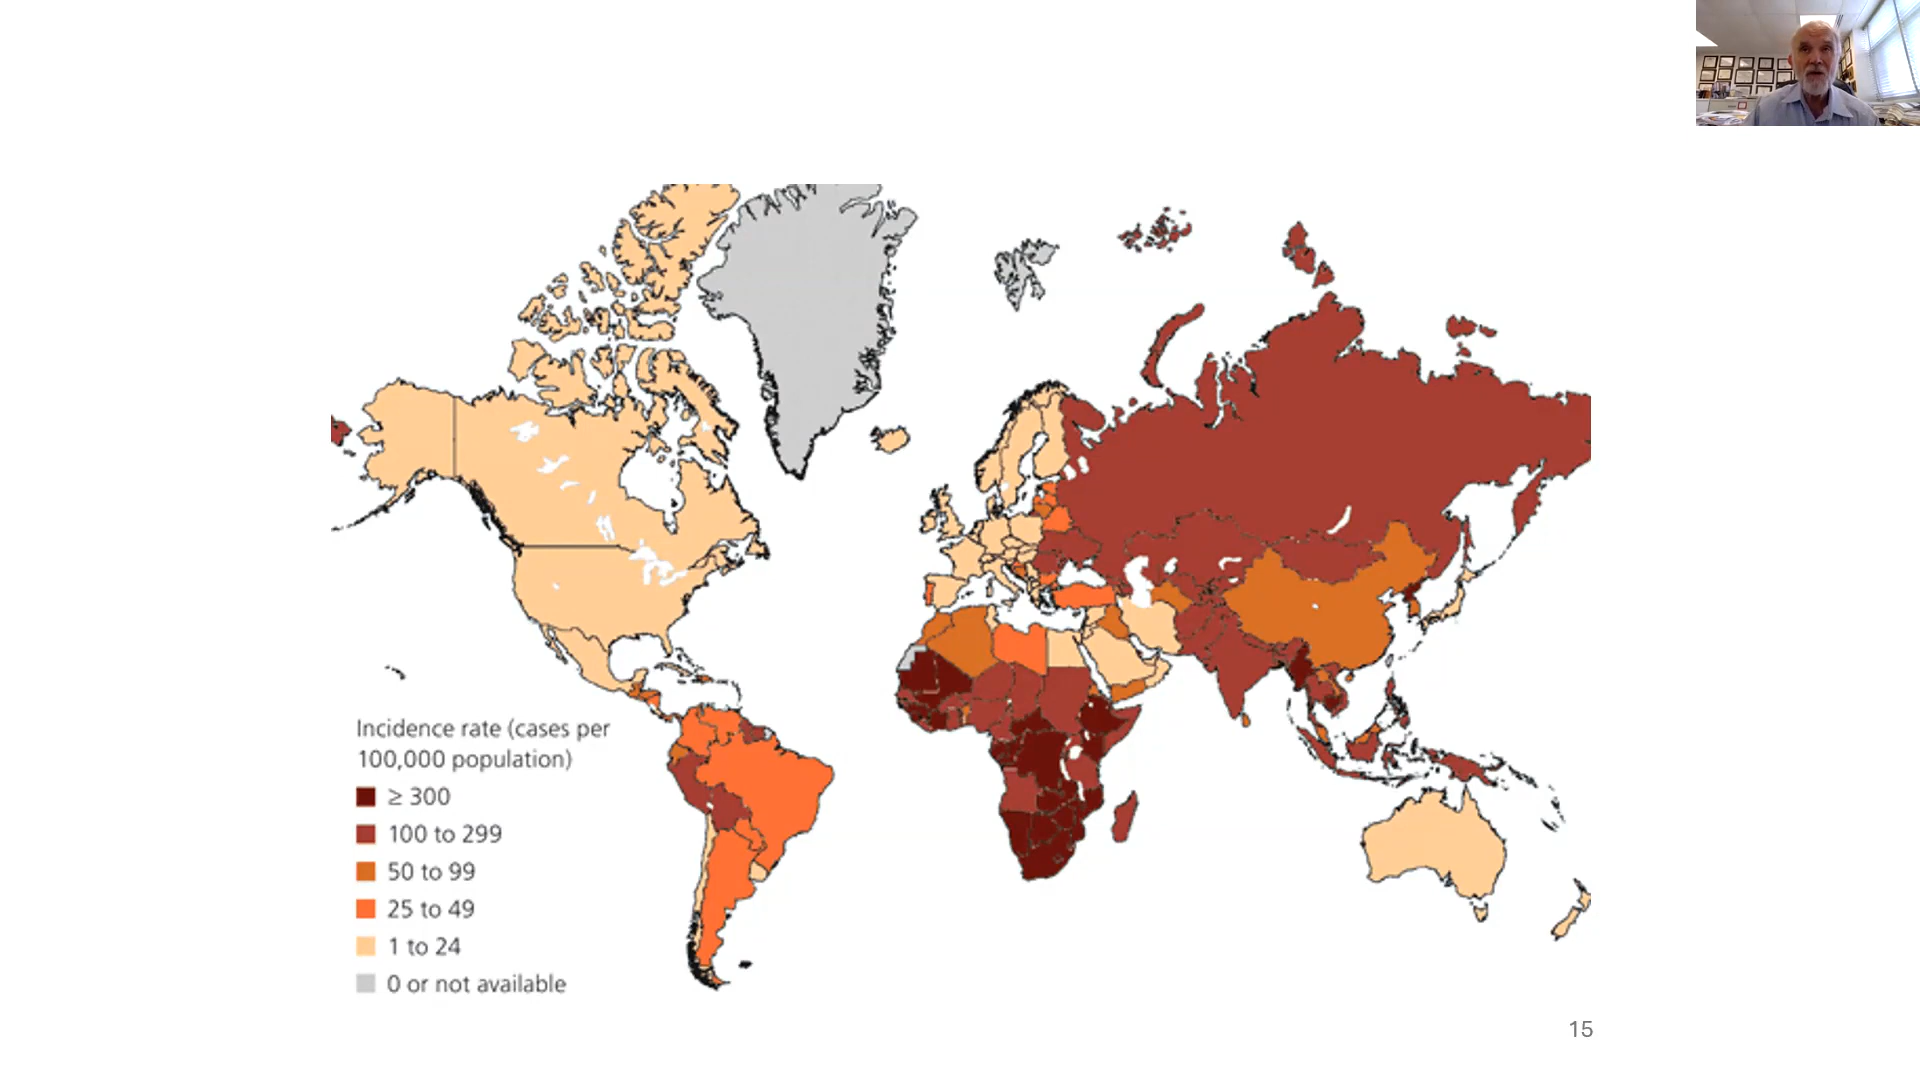 Incidence rate (cases per
100,000 population)
≥ 300
100 to 299
50 to 99
25 to 49
1 to 24
0 or not available
15